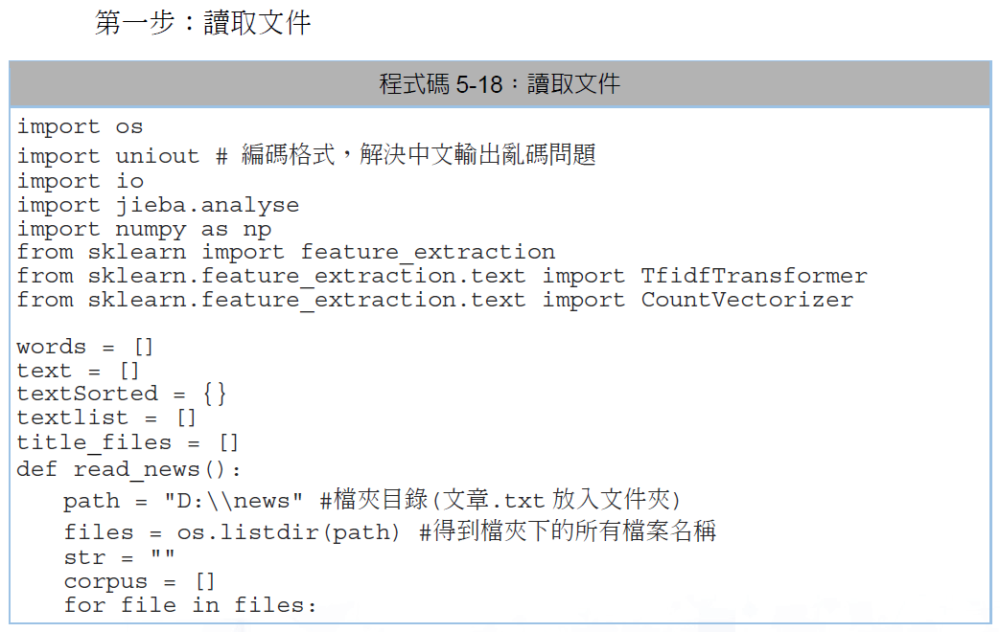 第一步：讀取文件
程式碼 5-18：讀取文件
import os
import uniout # 編碼格式，解決中文輸出亂碼問題
import io
import jieba.analyse
import numpy as np
from sklearn import feature_extraction
from sklearn.feature_extraction.text import TfidfTransformer
from sklearn.feature_extraction.text import CountVectorizer

words = []
text = []
textSorted = {}
textlist = []
title_files = []
def read_news():
    path = "D:\\news" #檔夾目錄(文章.txt 放入文件夾)
    files = os.listdir(path) #得到檔夾下的所有檔案名稱
    str = ""
    corpus = []
    for file in files: